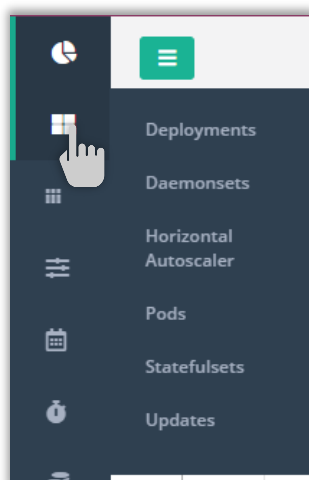 Deployments
Daemonsets
Horizontal
Autoscaler
Pods
Statefulsets
Updates